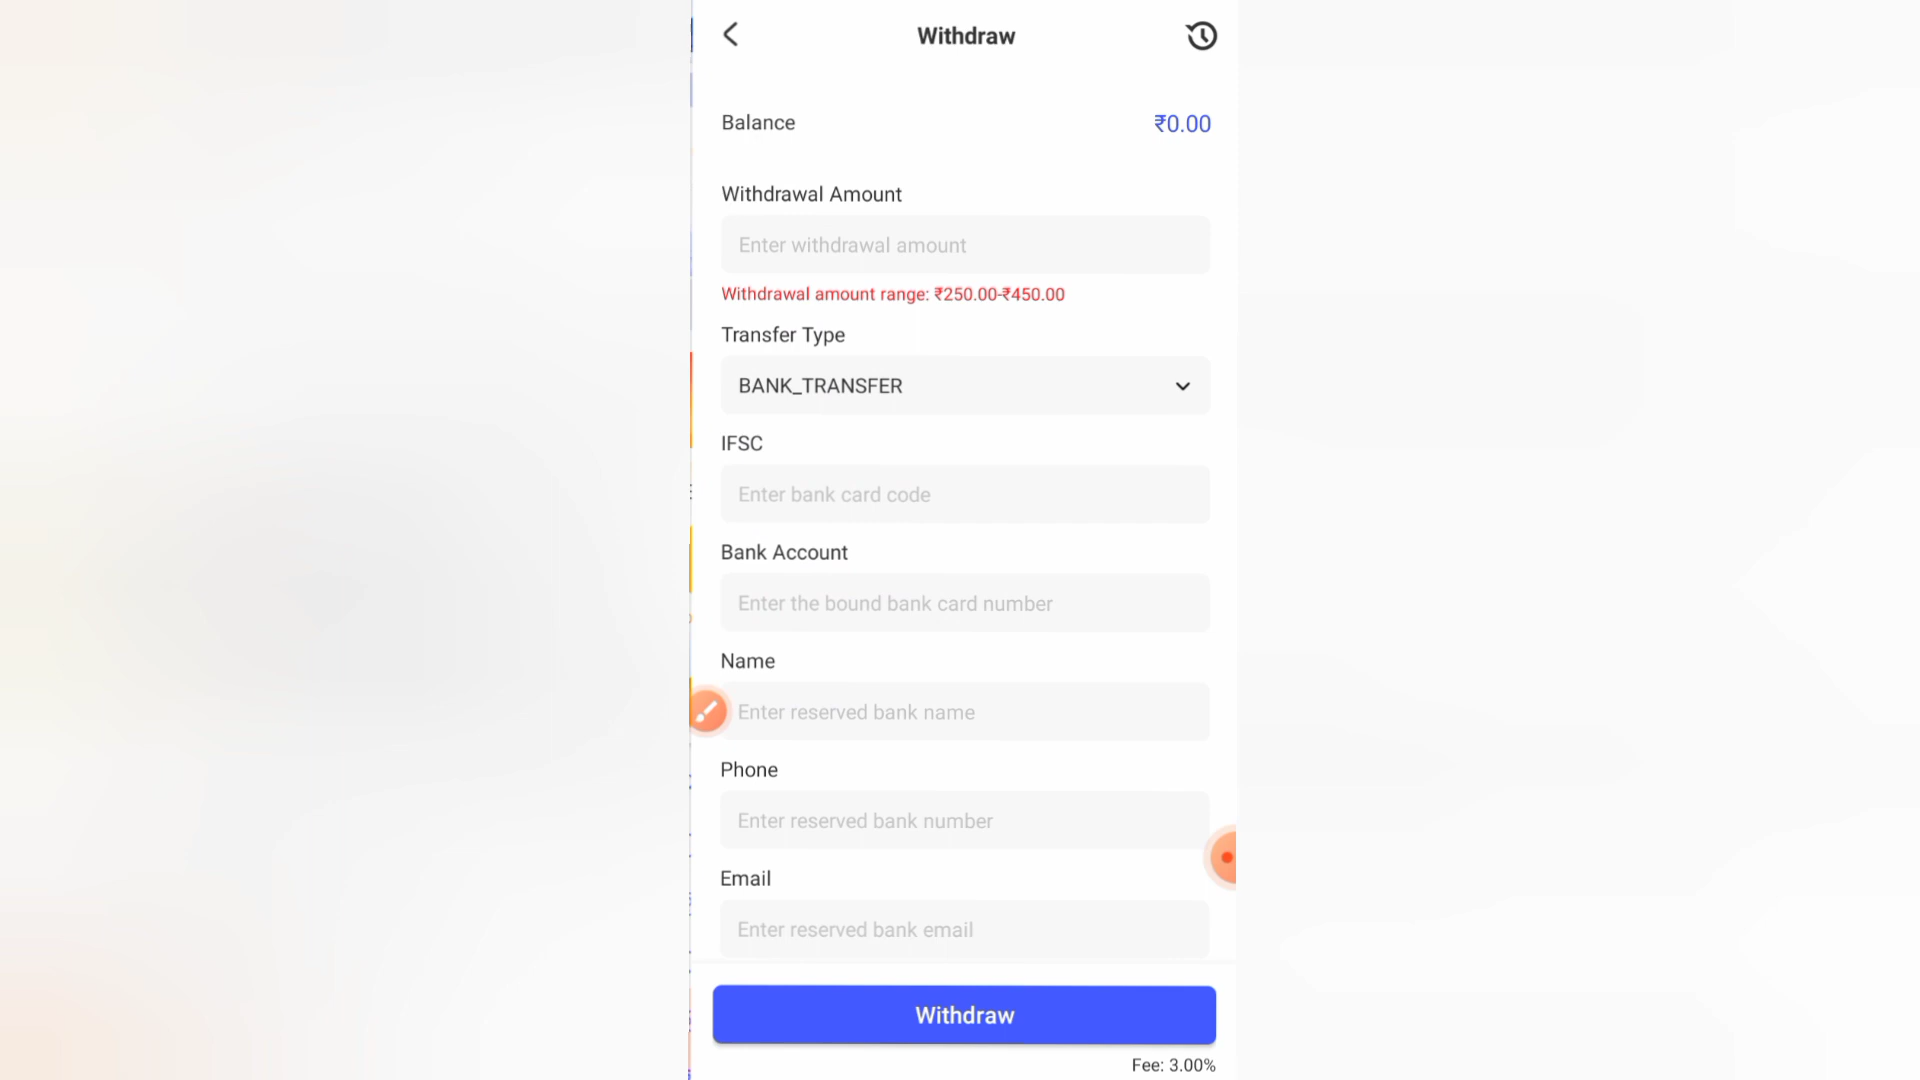 Withdraw
Balance
₹0.00
Withdrawal Amount
Enter withdrawal amount
Withdrawal amount range: ₹250.00-₹450.00
Transfer Type
BANK_TRANSFER
IFSC
Enter bank card code
Bank Account
Enter the bound bank card number
Name
Enter reserved bank name
Phone
Enter reserved bank number
Email
Enter reserved bank email
Withdraw
Fee: 3.00%